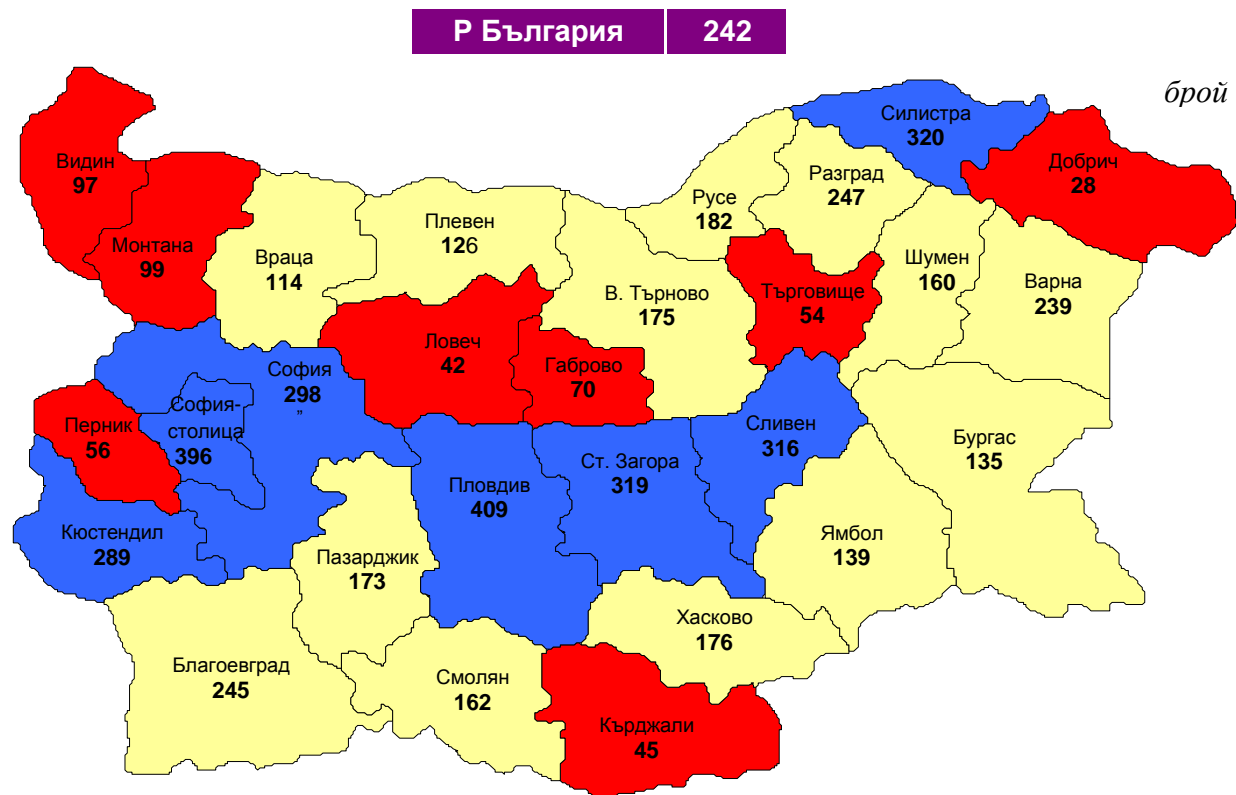 Р България 242
брой
Силистра
320
Добрич
28
Видин
97
Разград
247
Русе
182
Плевен
126
Монтана
99
Враца
114
Шумен
160
Варна
239
В. Търново
175
Търговище
54
Ловеч
42
Габрово
70
София
298
”
София-
столица
396
Перник
56
Сливен
316
Бургас
135
Ст. Загора
319
Пловдив
409
Кюстендил
289
Ямбол
139
Пазарджик
173
Хасково
176
Благоевград
245
Смолян
162
Кърджали
45